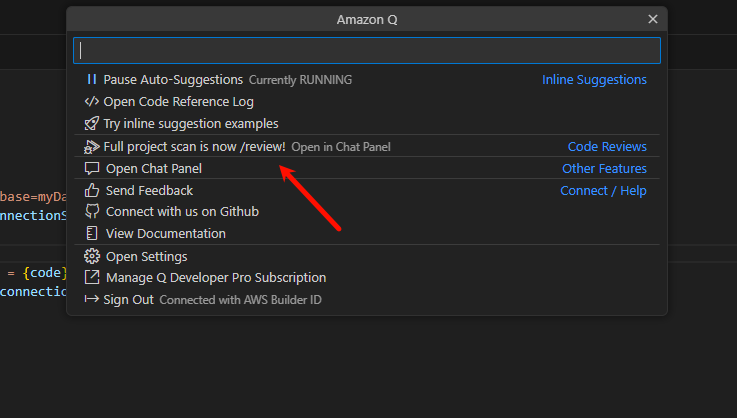 Amazon Q
Pause Auto-Suggestions Currently RUNNING Inline Suggestions
Open Code Reference Log
Try inline suggestion examples
Full project scan is now /review! Open in Chat Panel Code Reviews
Open Chat Panel Other Features
base=myDa Send Feedback Connect / Help
nnectionS Connect with us on Github
View Documentation
Open Settings
= {code} Manage Q Developer Pro Subscription
connectio Sign Out Connected with AWS Builder ID